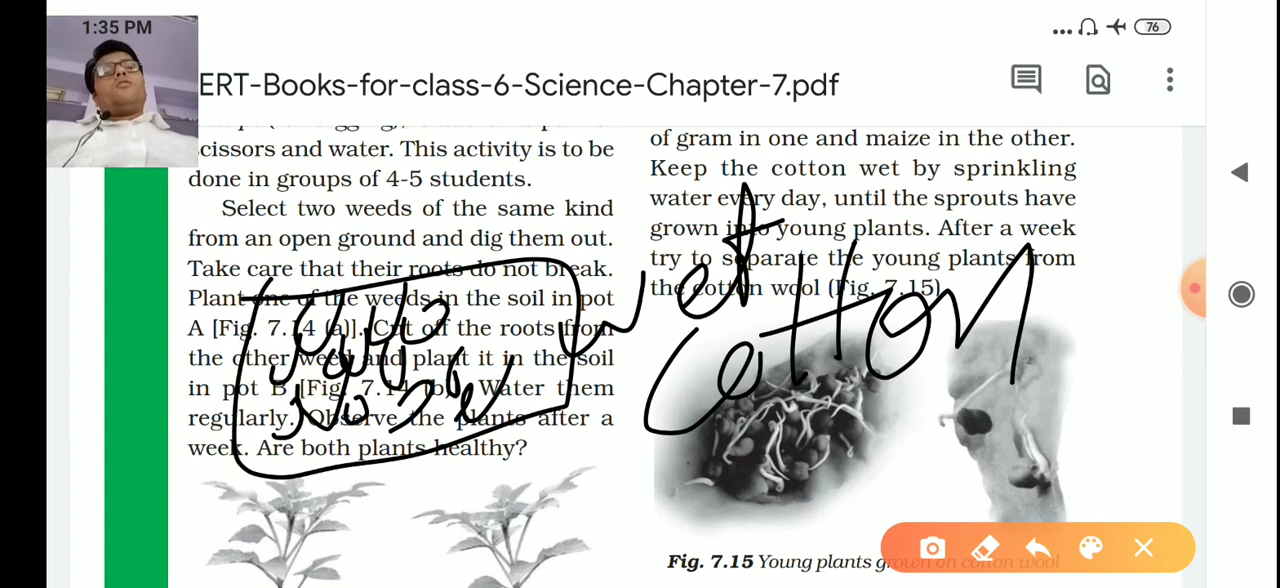 1:35 PM
76
ERT-Books-for-class-6-Science-Chapter-7.pdf
scissors and water. This activity is to be
done in groups of 4-5 students.
Select two weeds of the same kind
from an open ground and dig them out.
Take care that their roots do not break.
Plant one of the weeds in the soil in pot
A [Fig. 7.14 (a)]. Cut off the roots from
the other weed and plant it in the soil
in pot B [Fig. 7.14 (b)]. Water them
regularly. Observe the plants after a
week. Are both plants healthy?
of gram in one and maize in the other.
Keep the cotton wet by sprinkling
water every day, until the sprouts have
grown into young plants. After a week
try to separate the young plants from
the cotton wool (Fig. 7.15).
wet
cotton
Fig. 7.15 Young plants grown on cotton wool